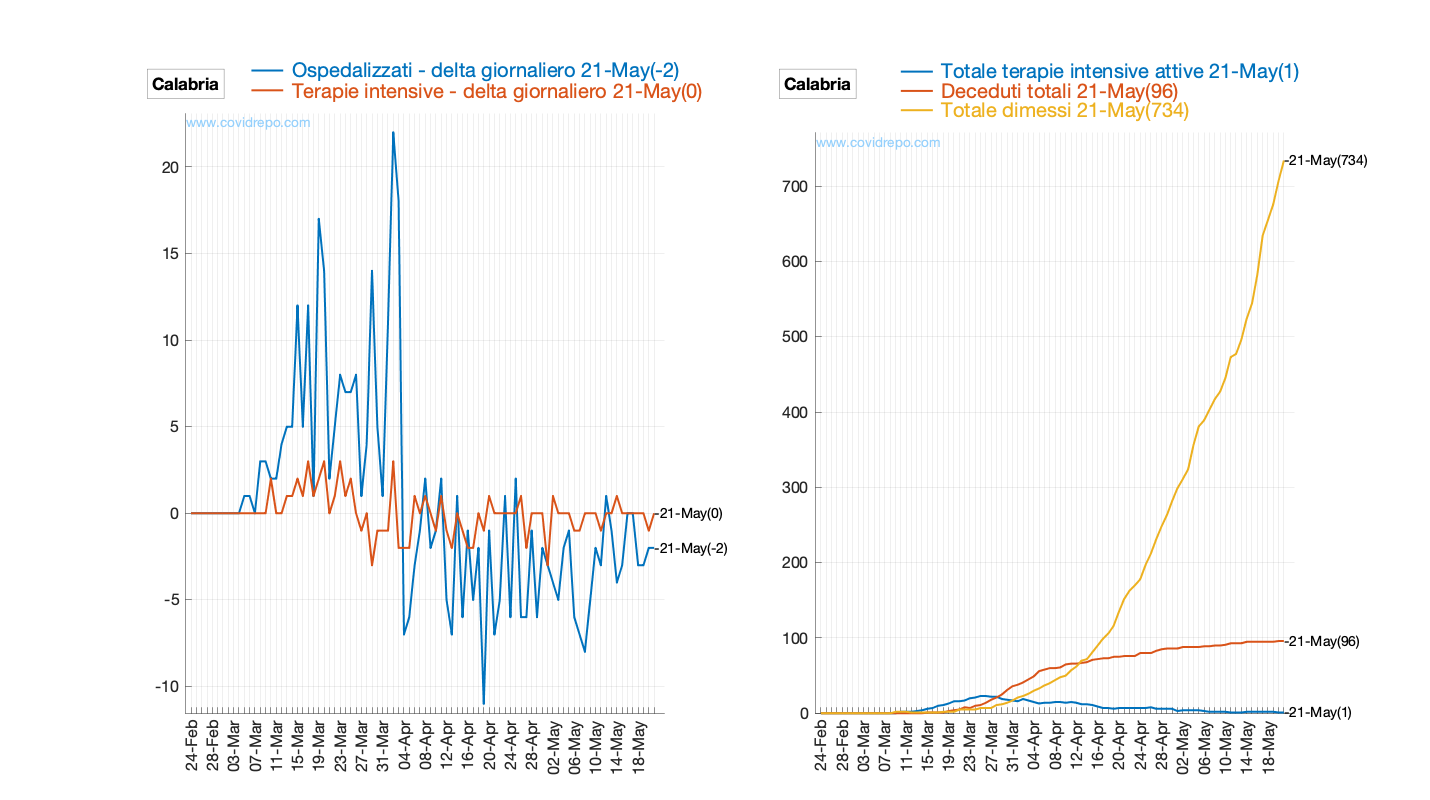 Calabria
Ospedalizzati - delta giornaliero 21-May(-2)
Terapie intensive - delta giornaliero 21-May(0)
www.covidrepo.com
20
15
10
5
0
-5
-10
21-May(0)
21-May(-2)
24-Feb
28-Feb
03-Mar
07-Mar
11-Mar
15-Mar
19-Mar
23-Mar
27-Mar
31-Mar
04-Apr
08-Apr
12-Apr
16-Apr
20-Apr
24-Apr
28-Apr
02-May
06-May
10-May
14-May
18-May
Calabria
Totale terapie intensive attive 21-May(1)
Deceduti totali 21-May(96)
Totale dimessi 21-May(734)
www.covidrepo.com
700
600
500
400
300
200
100
0
21-May(734)
21-May(96)
21-May(1)
24-Feb
28-Feb
03-Mar
07-Mar
11-Mar
15-Mar
19-Mar
23-Mar
27-Mar
31-Mar
04-Apr
08-Apr
12-Apr
16-Apr
20-Apr
24-Apr
28-Apr
02-May
06-May
10-May
14-May
18-May